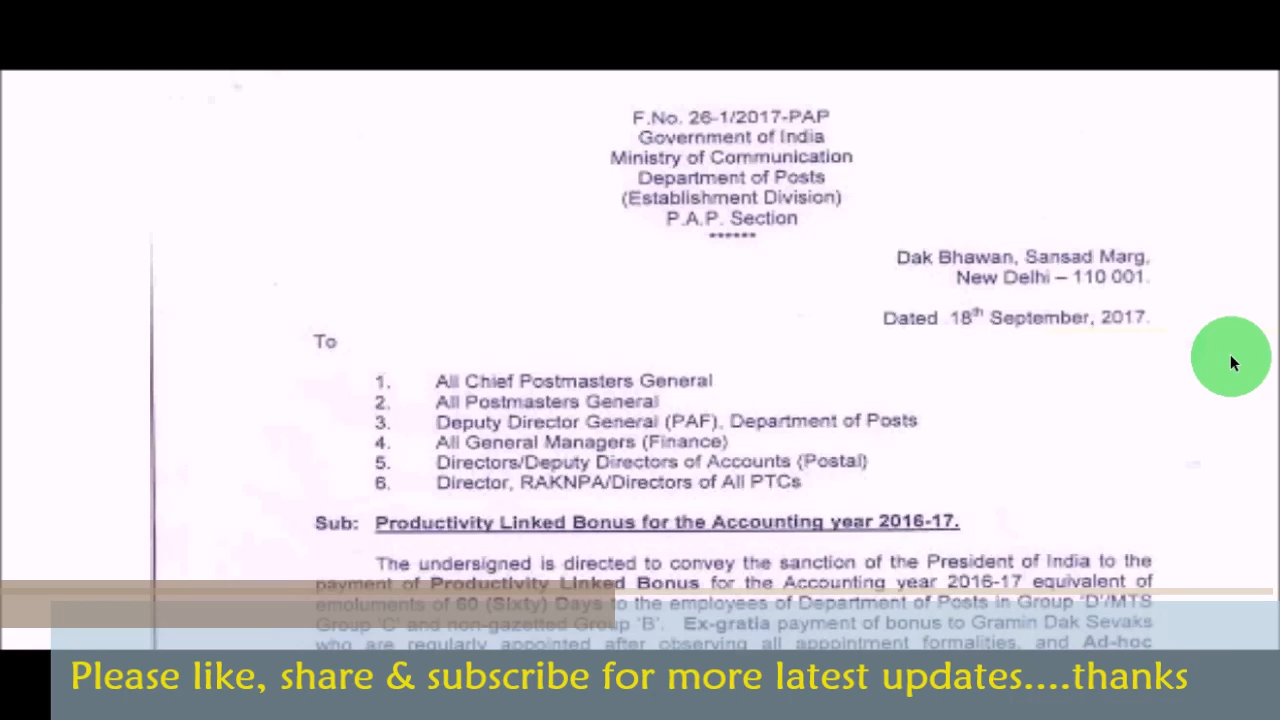 F.No. 26-1/2017-PAP
Government of India
Ministry of Communication
Department of Posts
(Establishment Division)
P.A.P. Section
******
Dak Bhawan, Sansad Marg,
New Delhi – 110 001.
Dated 18th September, 2017.
To
1. All Chief Postmasters General
2. All Postmasters General
3. Deputy Director General (PAF), Department of Posts
4. All General Managers (Finance)
5. Directors/Deputy Directors of Accounts (Postal)
6. Director, RAKNPA/Directors of All PTCs
Sub: Productivity Linked Bonus for the Accounting year 2016-17.
The undersigned is directed to convey the sanction of the President of India to the
payment of Productivity Linked Bonus for the Accounting year 2016-17 equivalent of
emoluments of 60 (Sixty) Days to the employees of Department of Posts in Group 'D'/MTS
Group 'C' and non-gazetted Group 'B'. Ex-gratia payment of bonus to Gramin Dak Sevaks
who are regularly appointed after observing all appointment formalities, and Ad-hoc
Please like, share & subscribe for more latest updates....thanks